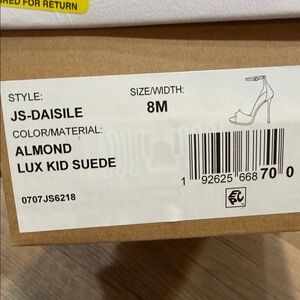 RED FOR RETURN
STYLE:
JS-DAISILE
SIZE/WIDTH:
8M
COLOR/MATERIAL:
ALMOND
LUX KID SUEDE
1 92625 66870 0
0707JS6218